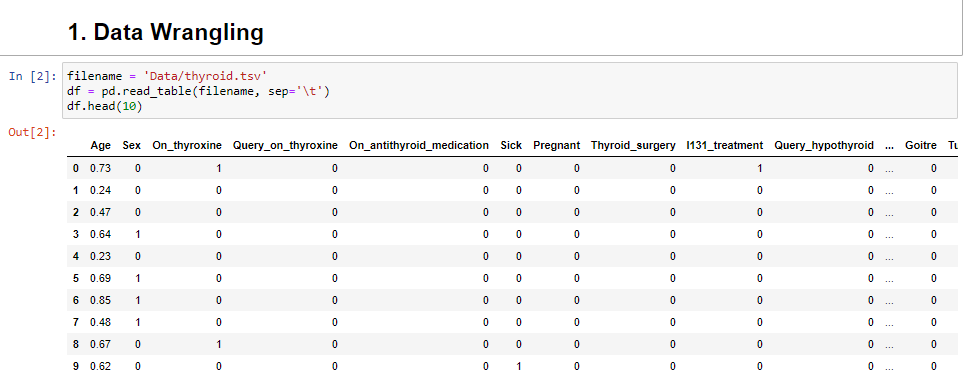 1. Data Wrangling
In [2]: filename = 'Data/thyroid.tsv'
df = pd.read_table(filename, sep='\t')
df.head(10)
Out[2]:
Age Sex On_thyroxine Query_on_thyroxine On_antithyroid_medication Sick Pregnant Thyroid_surgery I131_treatment Query_hypothyroid ... Goitre Tu
0 0.73 0 1 0 0 0 0 0 1 0 ... 0
1 0.24 0 0 0 0 0 0 0 0 0 ... 0
2 0.47 0 0 0 0 0 0 0 0 0 ... 0
3 0.64 1 0 0 0 0 0 0 0 0 ... 0
4 0.23 0 0 0 0 0 0 0 0 0 ... 0
5 0.69 1 0 0 0 0 0 0 0 0 ... 0
6 0.85 1 0 0 0 0 0 0 0 0 ... 0
7 0.48 1 0 0 0 0 0 0 0 0 ... 0
8 0.67 0 1 0 0 0 0 0 0 0 ... 0
9 0.62 0 0 0 0 1 0 0 0 0 ... 0